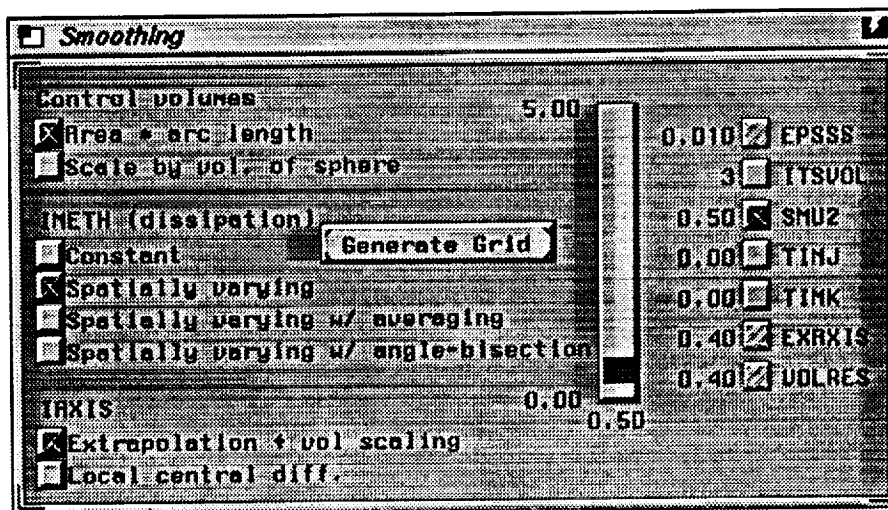 Smoothing
Control volumes
Area * arc length
Scale by vol. of sphere
IMETH (dissipation)
Constant
Spatially varying
Spatially varying w/ averaging
Spatially varying w/ angle-bisection
IAXIS
Extrapolation + vol scaling
Local central diff.
Generate Grid
5.00
0.00
0.50
0.010 EPSSS
3 ITSVOL
0.50 SMU2
0.00 TIMJ
0.00 TIMK
0.40 EXAXIS
0.40 VOLRES